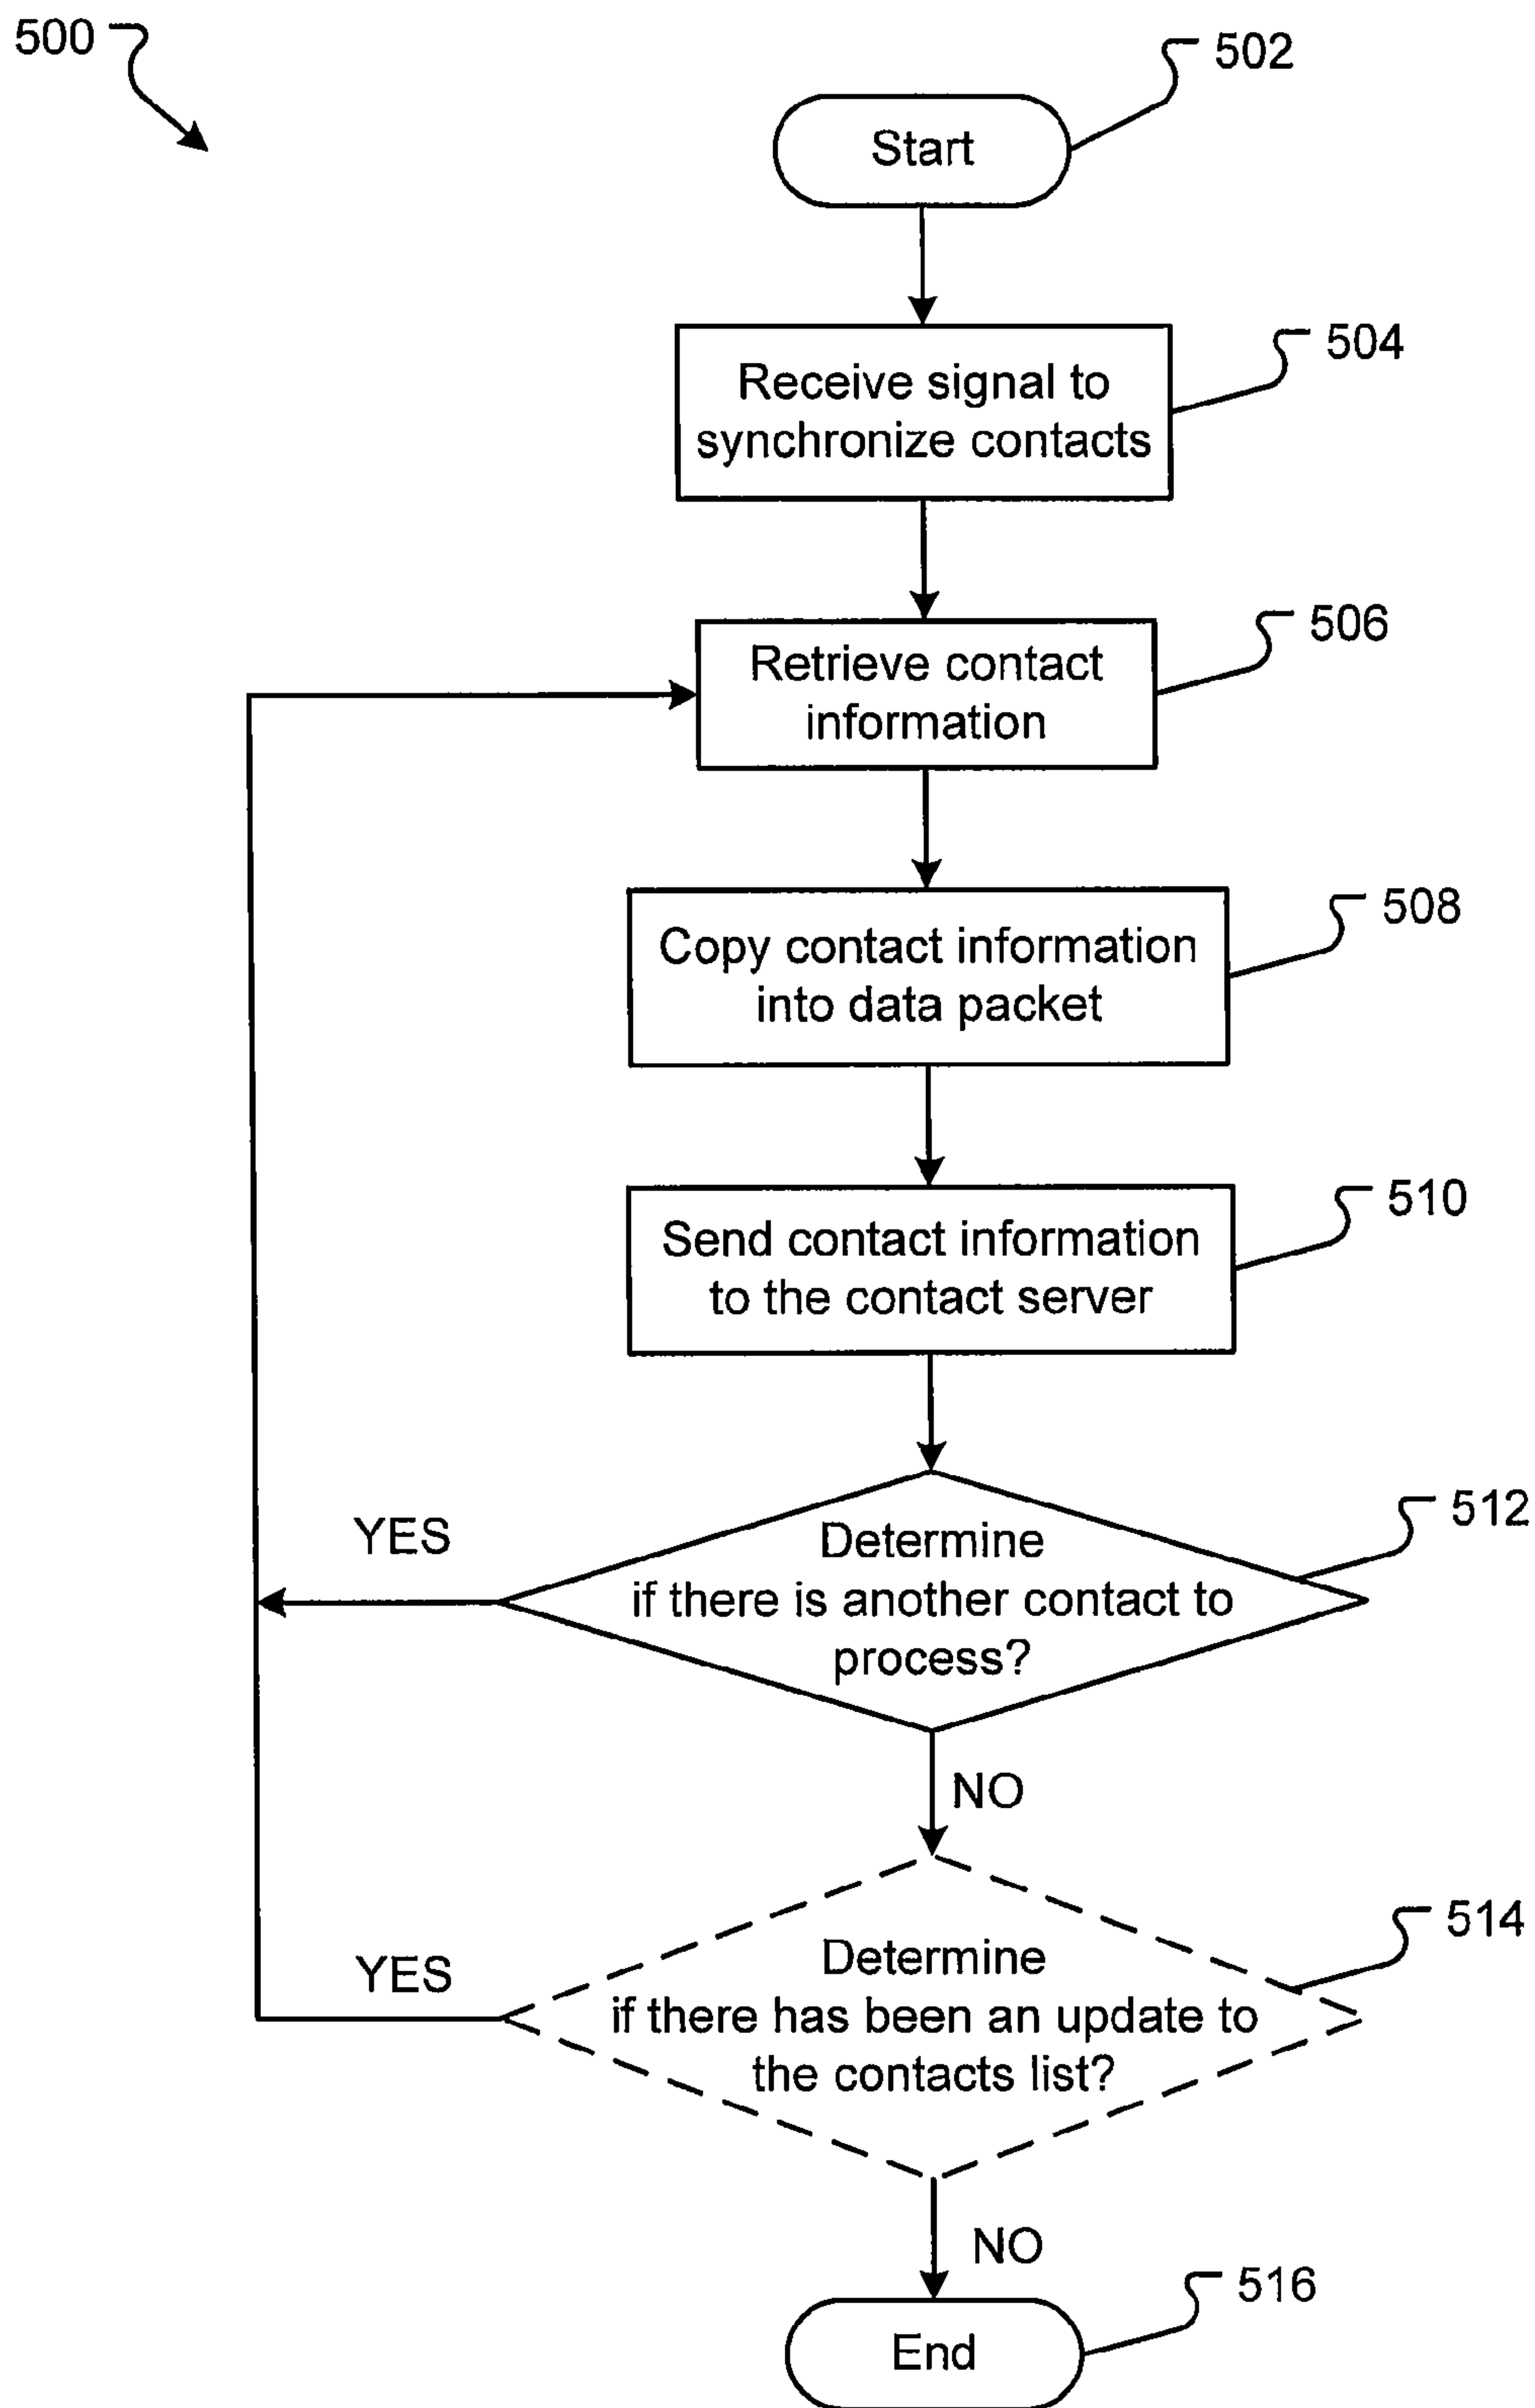 500
502
Start
504
Receive signal to
synchronize contacts
506
Retrieve contact
information
508
Copy contact information
into data packet
510
Send contact information
to the contact server
512
YES
Determine
if there is another contact to
process?
NO
514
YES
Determine
if there has been an update to
the contacts list?
NO
516
End